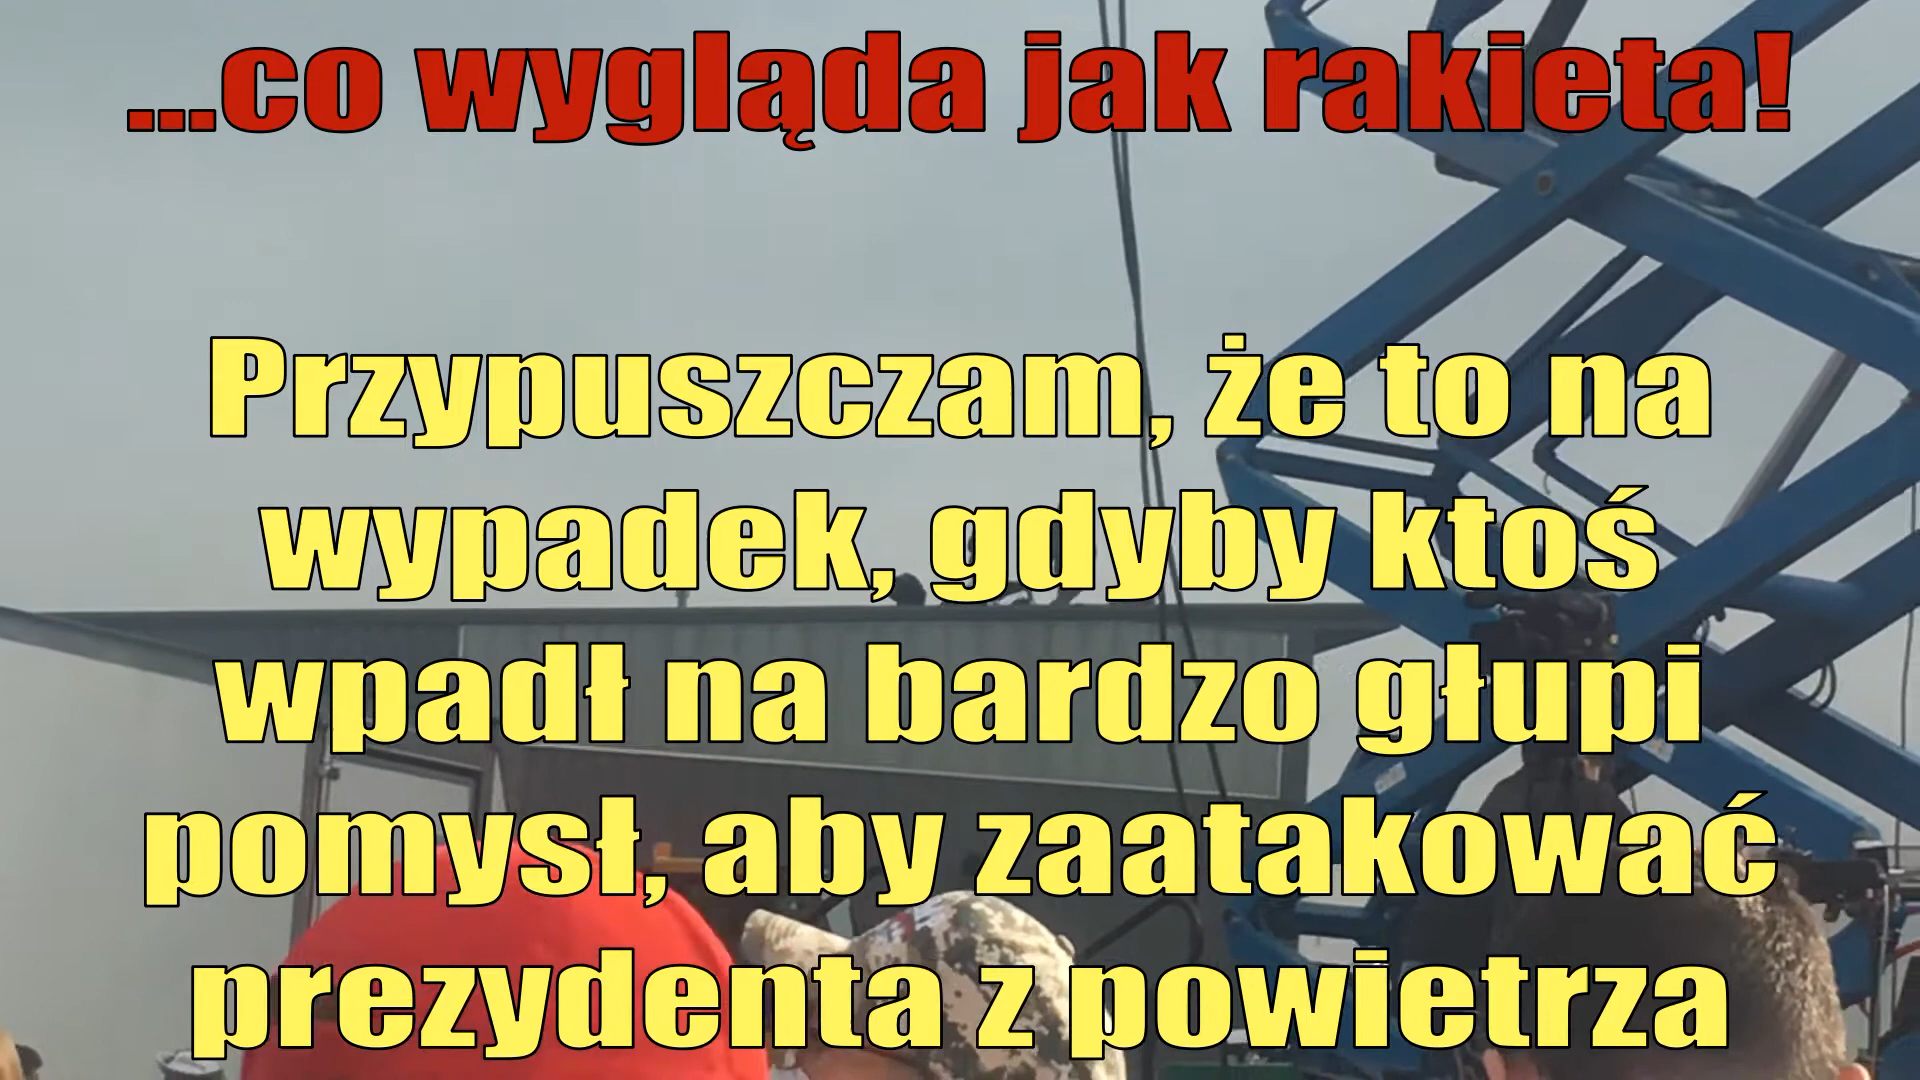 ...co wygląda jak rakieta!
Przypuszczam, że to na
wypadek, gdyby ktoś
wpadł na bardzo głupi
pomysł, aby zaatakować
prezydenta z powietrza